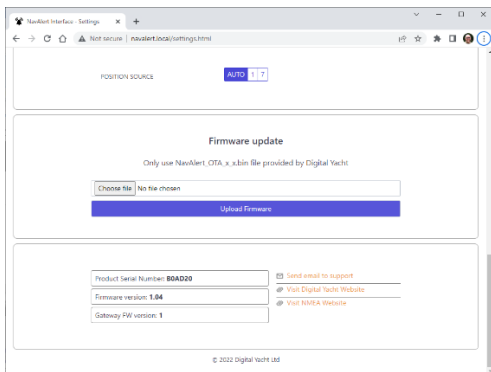 NavAlert Interface - Settings
Not secure | navalert.local/settings.html
POSITION SOURCE
AUTO 1 7
Firmware update
Only use NavAlert_OTA_x_x.bin file provided by Digital Yacht
Choose file No file chosen
Upload Firmware
Product Serial Number: B0AD20
Send email to support
Firmware version: 1.04
Visit Digital Yacht Website
Gateway FW version: 1
Visit NMEA Website
© 2022 Digital Yacht Ltd